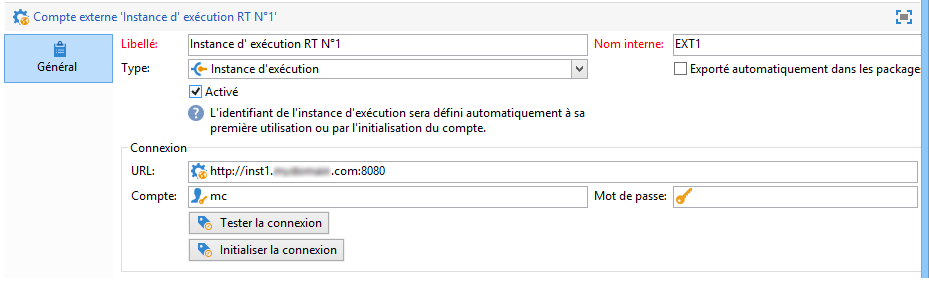 Compte externe 'Instance d' exécution RT N°1'
Général
Libellé: Instance d' exécution RT N°1 Nom interne: EXT1
Type: Instance d'exécution Exporté automatiquement dans les package
Activé
L'identifiant de l'instance d'exécution sera défini automatiquement à sa
première utilisation ou par l'initialisation du compte.
Connexion
URL: http://inst1. .com:8080
Compte: mc Mot de passe:
Tester la connexion
Initialiser la connexion